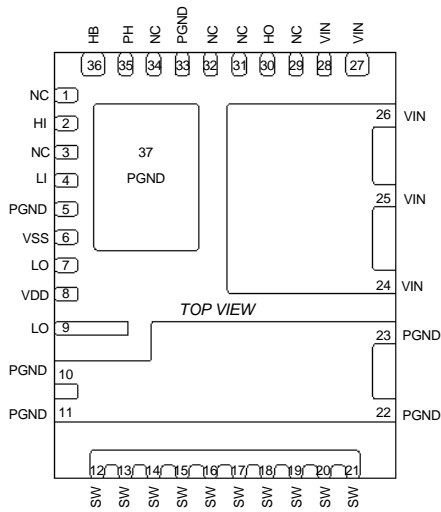 HB PH NC PGND NC NC HO NC VIN VIN
36 35 34 33 32 31 30 29 28 27
NC 1
HI 2
NC 3
LI 4
PGND 5
VSS 6
LO 7
VDD 8
LO 9
PGND 10
PGND 11
37
PGND
26 VIN
25 VIN
24 VIN
TOP VIEW
23 PGND
22 PGND
12 13 14 15 16 17 18 19 20 21
SW SW SW SW SW SW SW SW SW SW